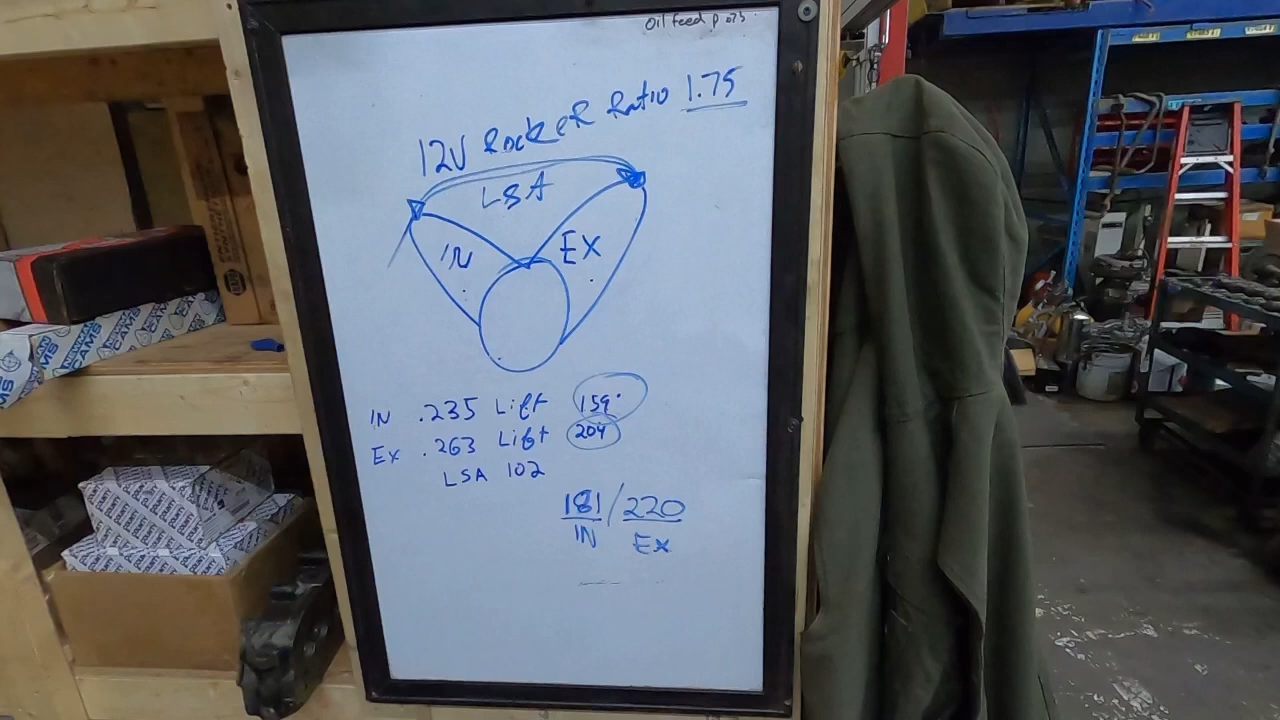 Oil feed
12V Rocker Ratio 1.75
LSA
IN
EX
IN .235 Lift 159°
Ex .263 Lift 204
LSA 102
181/220
IN Ex
CAMS